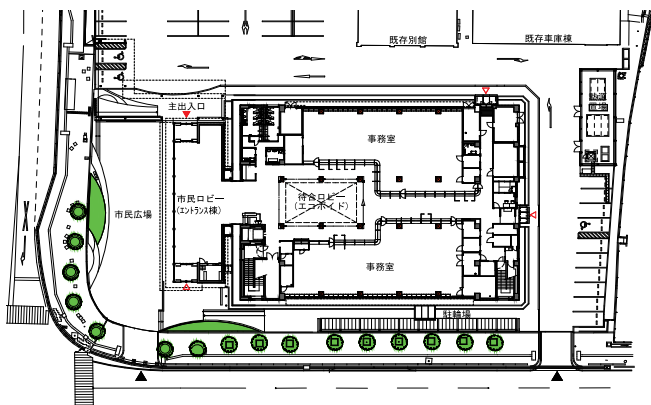 既存別館
既存車庫棟
主出入口
事務室
市民広場
市民ロビー
(エントランス棟)
待合ロビー
(エコボイド)
事務室
駐輪場